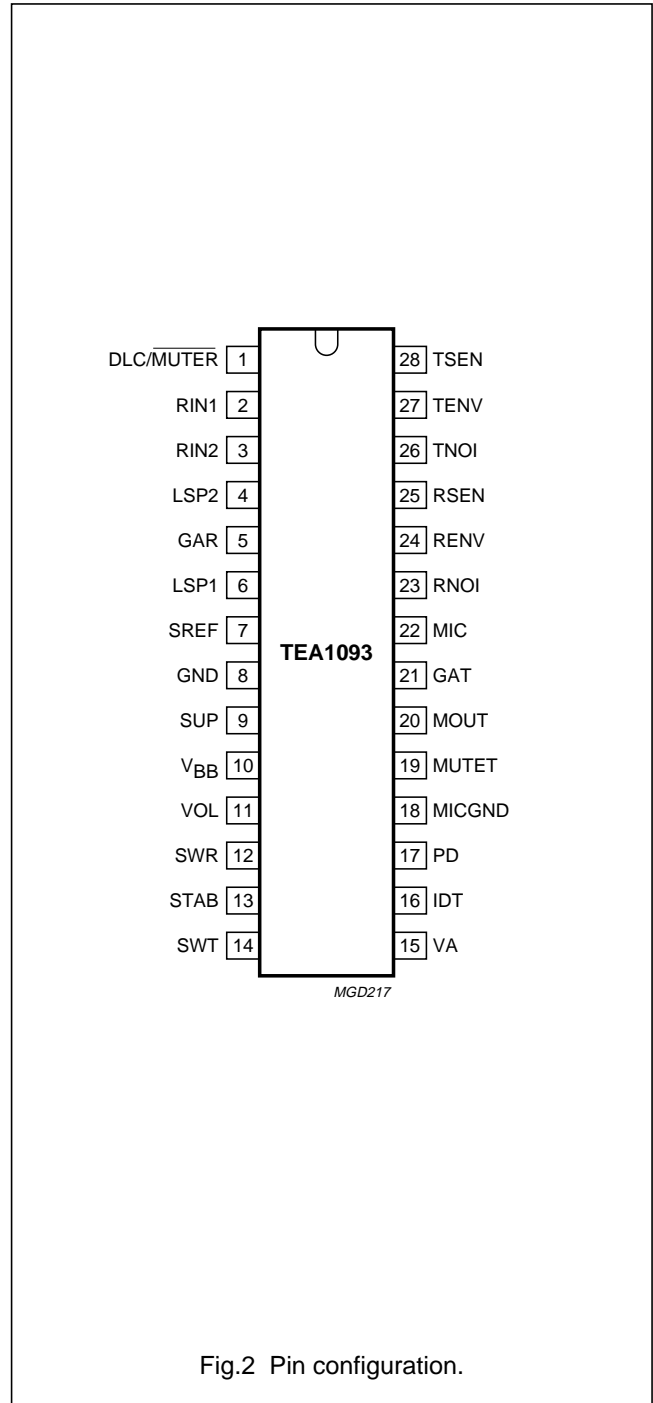 DLC/MUTER 1 28 TSEN
RIN1 2 27 TENV
RIN2 3 26 TNOI
LSP2 4 25 RSEN
GAR 5 24 RENV
LSP1 6 23 RNOI
SREF 7 22 MIC
TEA1093
GND 8 21 GAT
SUP 9 20 MOUT
VBB 10 19 MUTET
VOL 11 18 MICGND
SWR 12 17 PD
STAB 13 16 IDT
SWT 14 15 VA
MGD217
Fig.2 Pin configuration.